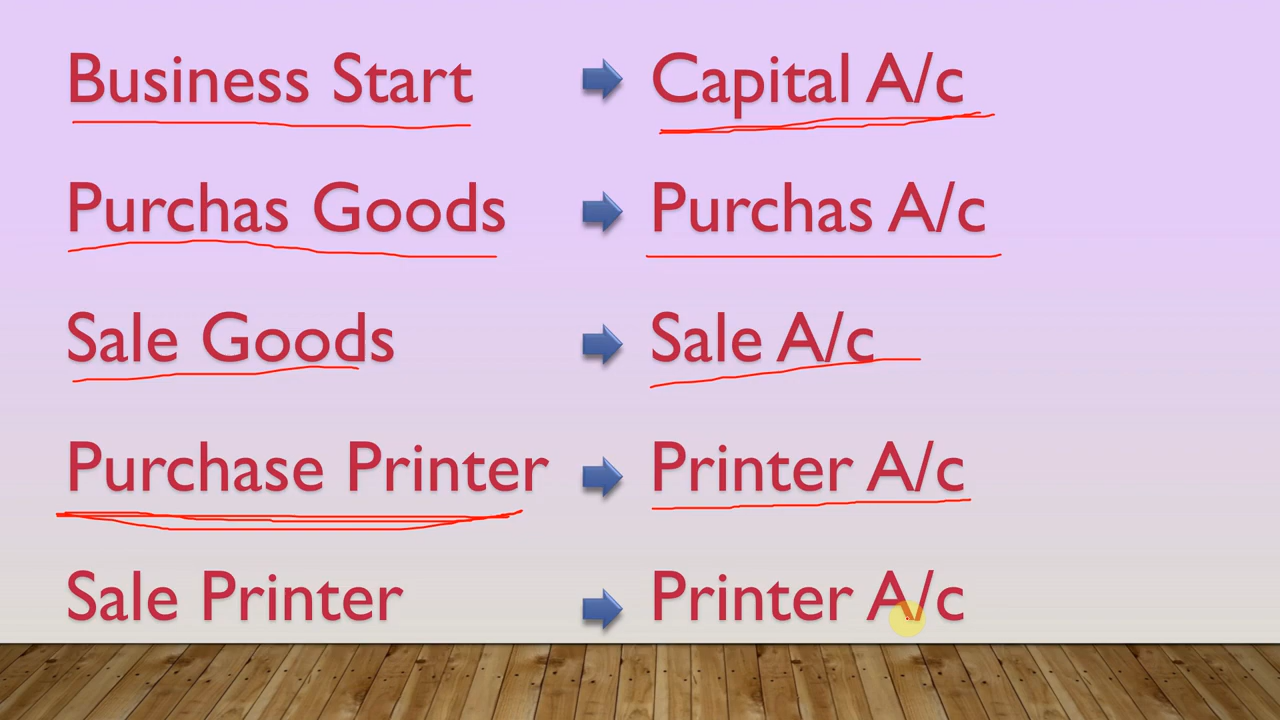 Business Start Capital A/c
Purchas Goods Purchas A/c
Sale Goods Sale A/c
Purchase Printer Printer A/c
Sale Printer Printer A/c